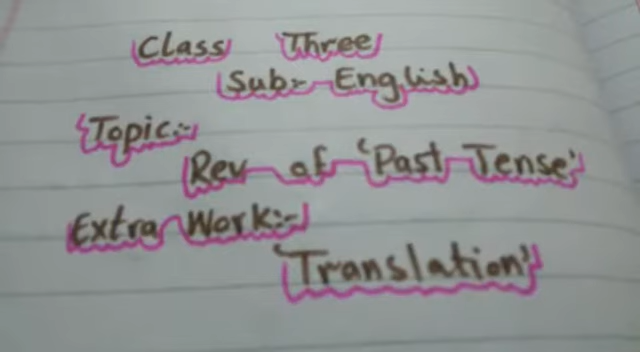 Class Three
Sub:- English
Topic:-
Rev of 'Past Tense'
Extra Work:-
'Translation'